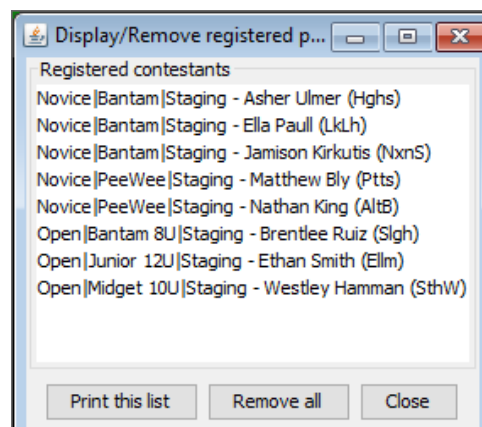 Display/Remove registered p...
Registered contestants
Novice|Bantam|Staging - Asher Ulmer (Hghs)
Novice|Bantam|Staging - Ella Paull (LkLh)
Novice|Bantam|Staging - Jamison Kirkutis (NxnS)
Novice|PeeWee|Staging - Matthew Bly (Ptts)
Novice|PeeWee|Staging - Nathan King (AltB)
Open|Bantam 8U|Staging - Brentlee Ruiz (Slgh)
Open|Junior 12U|Staging - Ethan Smith (Ellm)
Open|Midget 10U|Staging - Westley Hamman (SthW)
Print this list Remove all Close